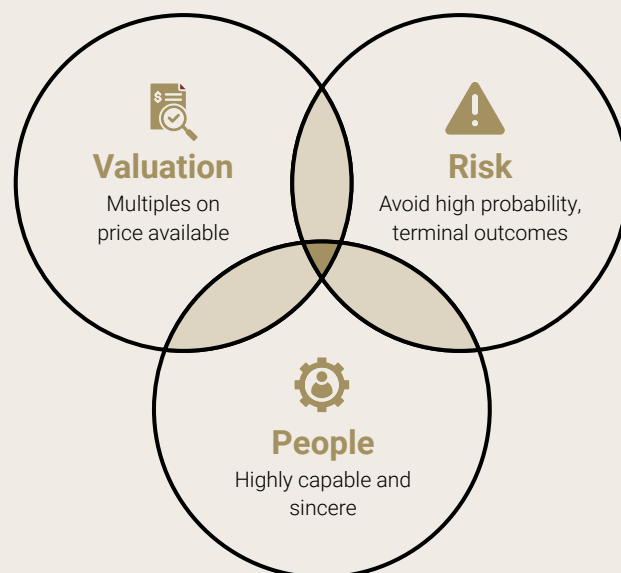 $
Valuation
Multiples on
price available
Risk
Avoid high probability,
terminal outcomes
People
Highly capable and
sincere